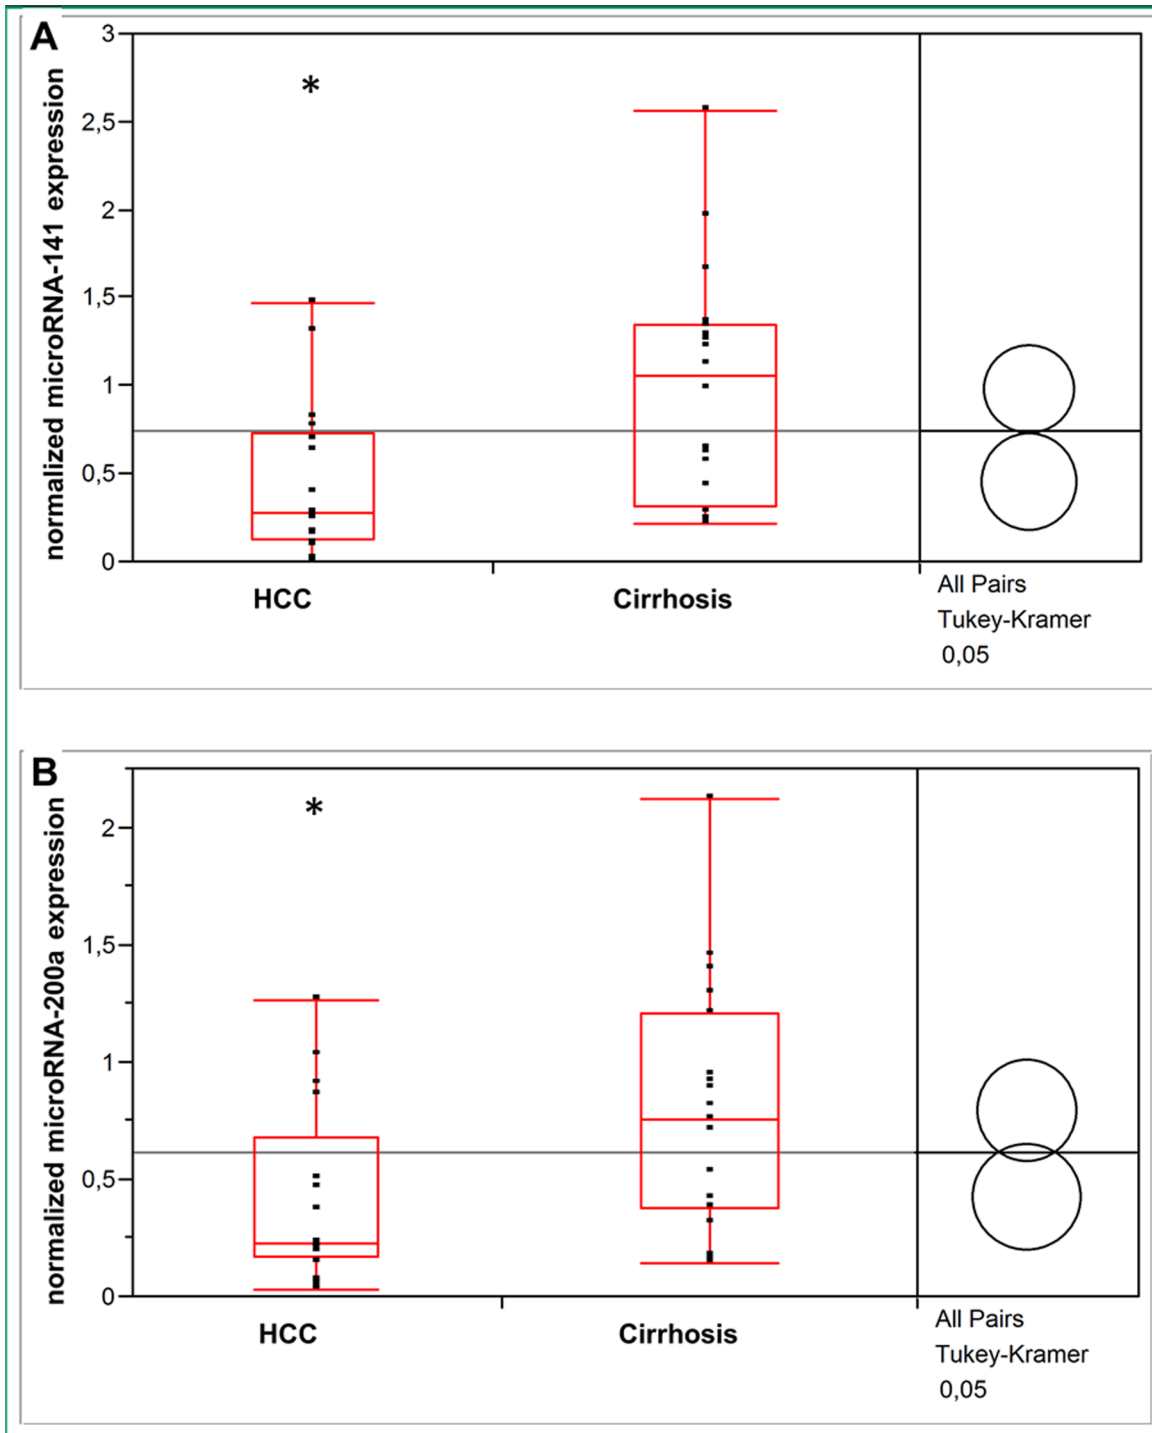 A
normalized microRNA-141 expression
3
2,5
2
1,5
1
0,5
0
*
HCC
Cirrhosis
All Pairs
Tukey-Kramer
0,05
B
normalized microRNA-200a expression
2
1,5
1
0,5
0
*
HCC
Cirrhosis
All Pairs
Tukey-Kramer
0,05